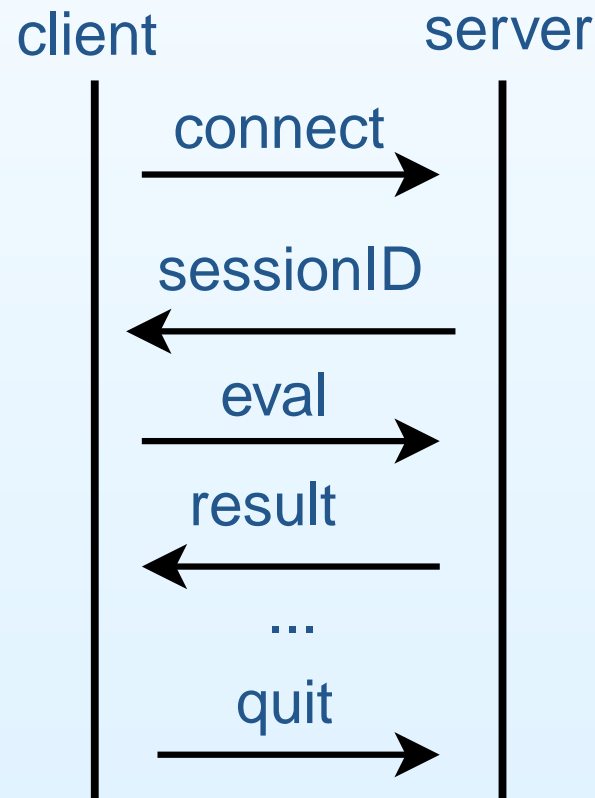 client server
connect
sessionID
eval
result
...
quit